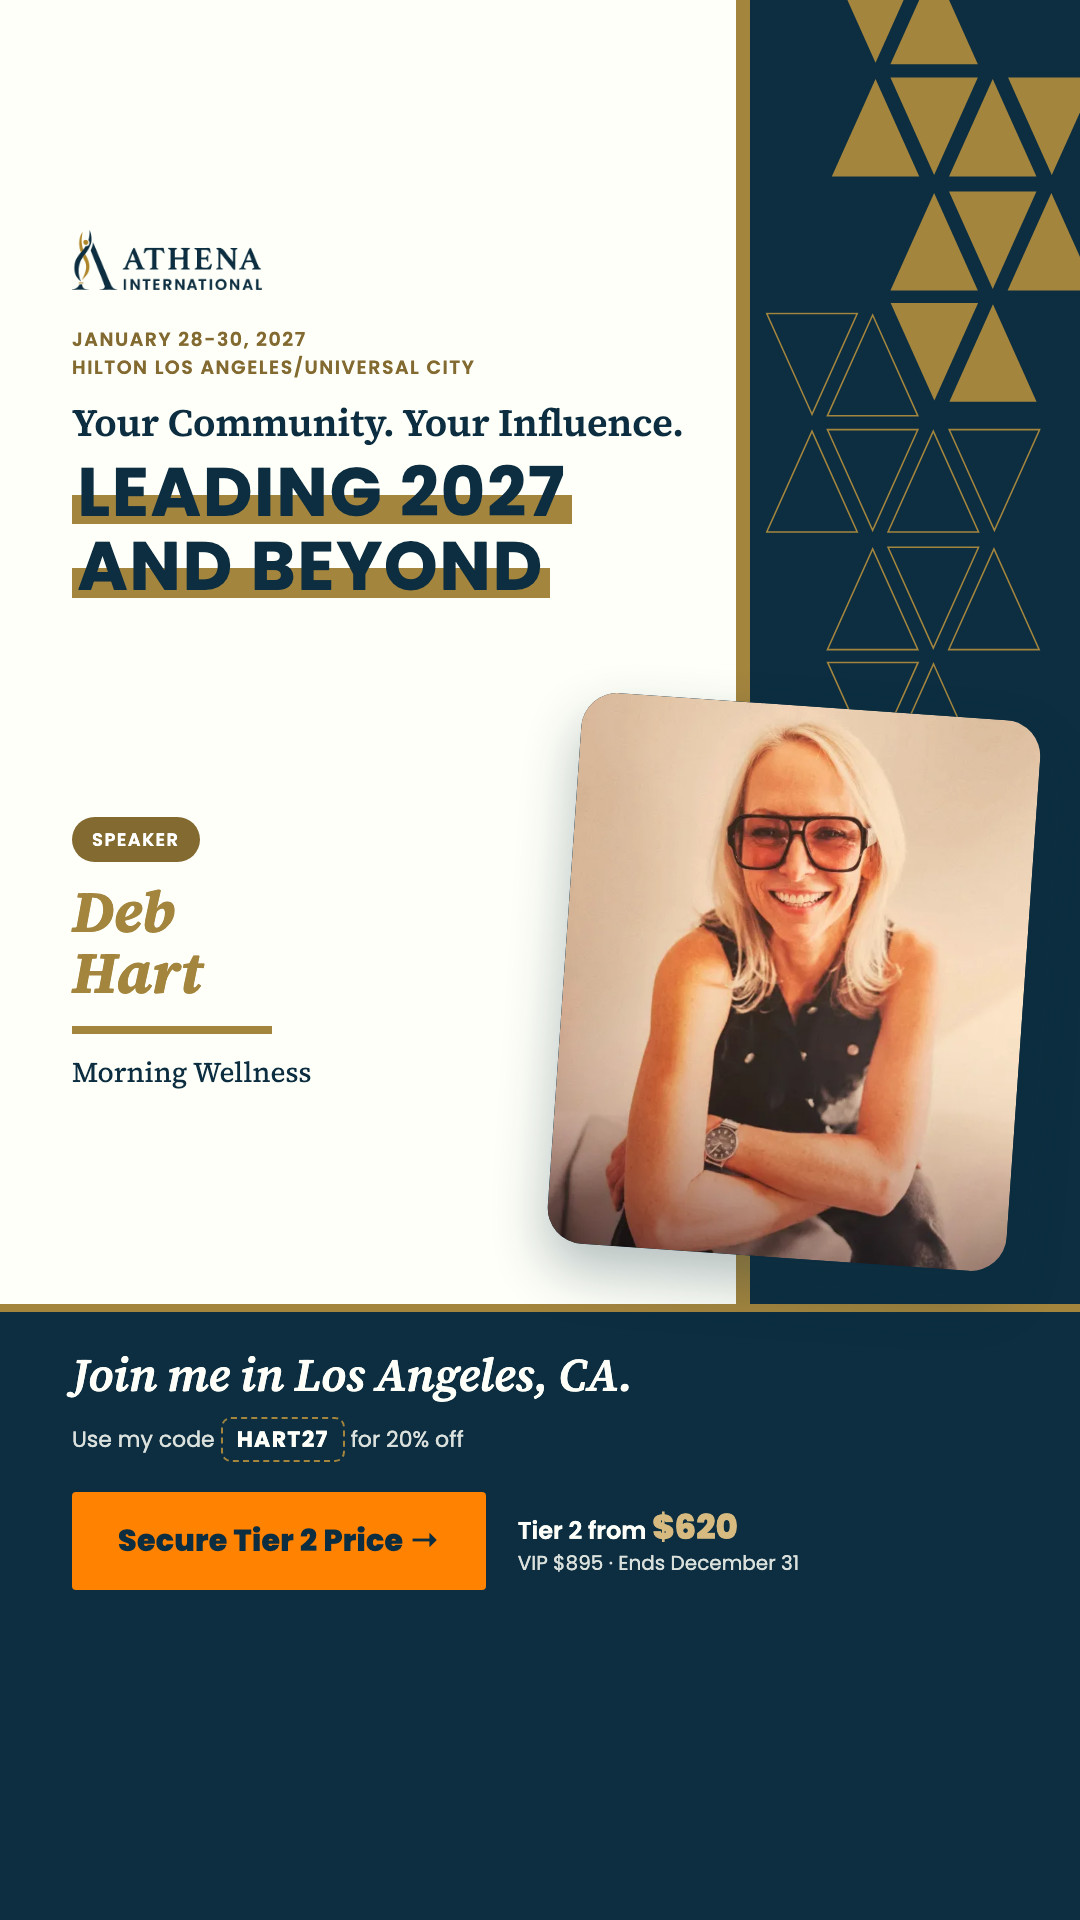 ATHENA
INTERNATIONAL
JANUARY 28-30, 2027
HILTON LOS ANGELES/UNIVERSAL CITY
Your Community. Your Influence.
LEADING 2027
AND BEYOND
SPEAKER
Deb
Hart
Morning Wellness
Join me in Los Angeles, CA.
Use my code HART27 for 20% off
Secure Tier 2 Price →
Tier 2 from $620
VIP $895 · Ends December 31